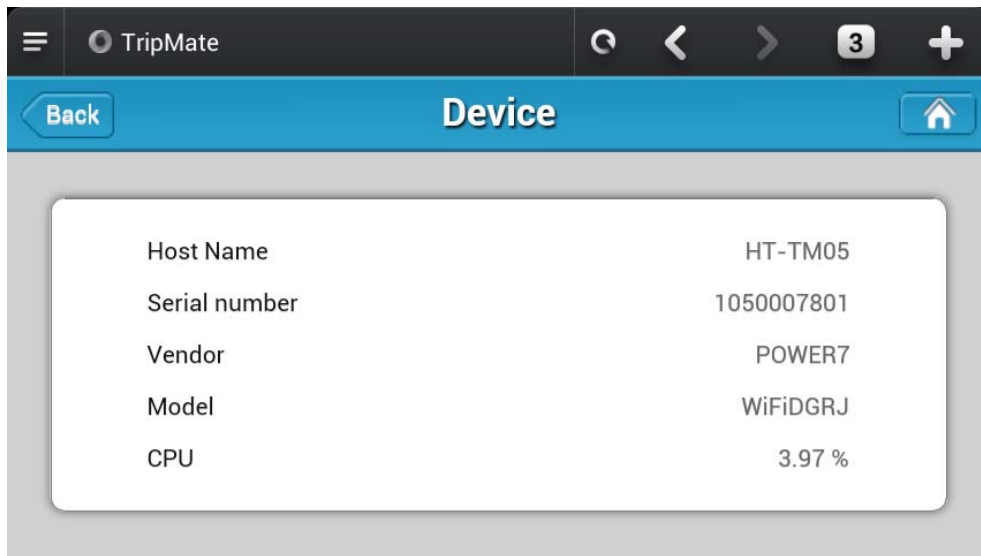 TripMate 3
Back Device
Host Name HT-TM05
Serial number 1050007801
Vendor POWER7
Model WiFiDGRJ
CPU 3.97 %